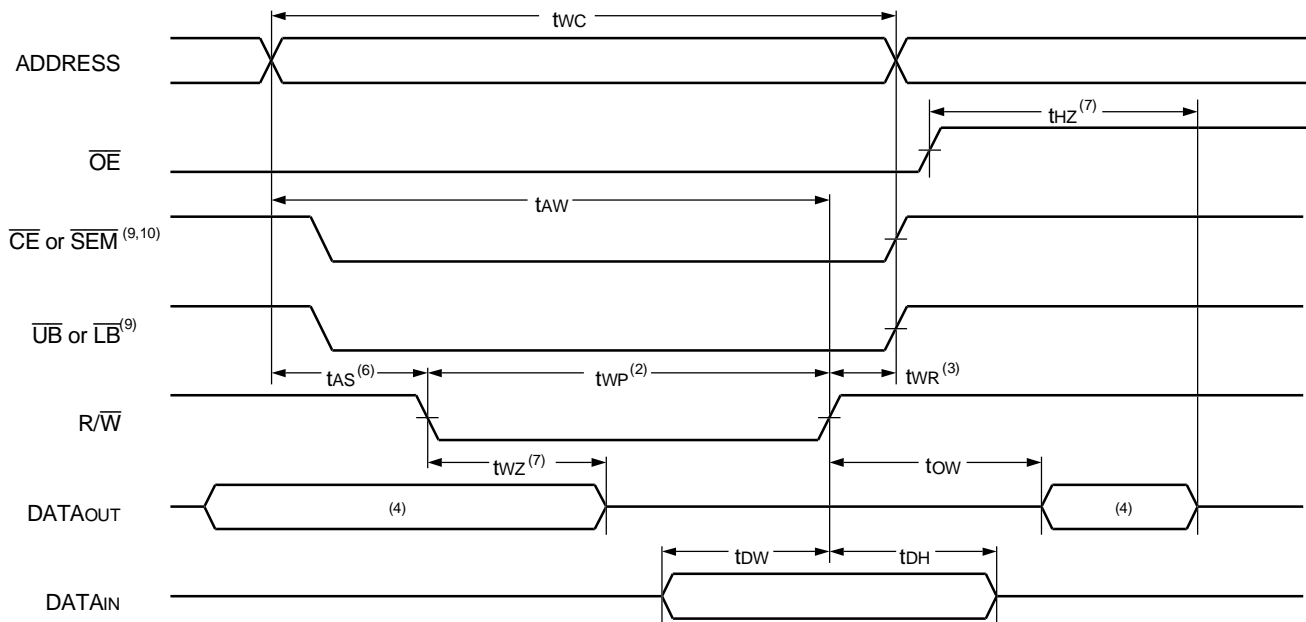 tWC
ADDRESS
tHZ(7)
OE
tAW
CE or SEM (9,10)
UB or LB(9)
tAS(6) tWP(2) tWR(3)
R/W
tWZ(7) tOW
DATAOUT (4) (4)
tDW tDH
DATAIN